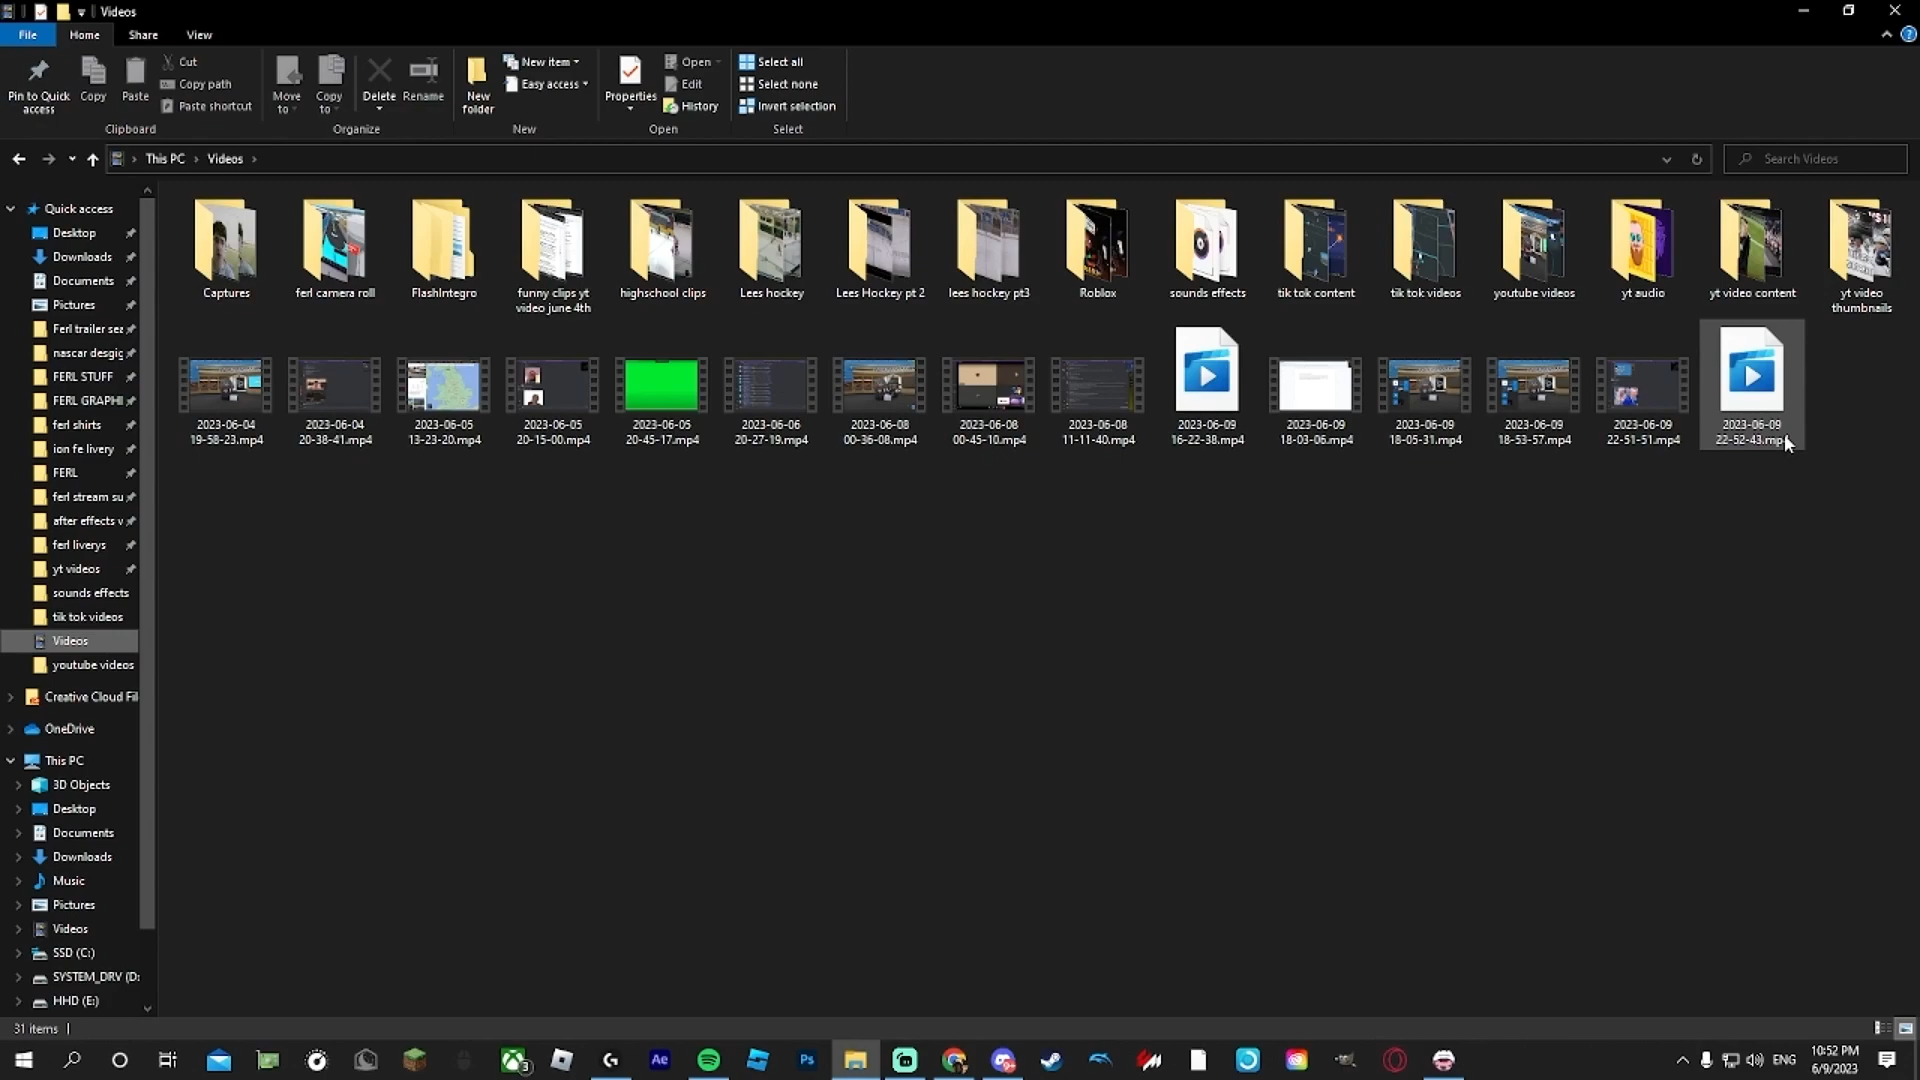 Videos
File Home Share View
Cut
New item
Open
Select all
Copy path
Easy access
Edit
Select none
Pin to Quick access
Copy
Paste
Paste shortcut
Move to
Copy to
Delete
Rename
New folder
Properties
History
Invert selection
Clipboard Organize New Open Select
This PC > Videos >
Search Videos
Quick access
Desktop
Downloads
Documents
Pictures
Ferl trailer sea
nascar desgig
FERL STUFF
FERL GRAPHI
ferl shirts
ion fe livery
FERL
ferl stream su
after effects v
ferl liverys
yt videos
sounds effects
tik tok videos
Videos
youtube videos
Creative Cloud Fil
OneDrive
This PC
3D Objects
Desktop
Documents
Downloads
Music
Pictures
Videos
SSD (C:)
SYSTEM_DRV (D:
HHD (E:)
Captures
ferl camera roll
FlashIntegro
funny clips yt
video june 4th
highschool clips
Lees hockey
Lees Hockey pt 2
lees hockey pt3
Roblox
sounds effects
tik tok content
tik tok videos
youtube videos
yt audio
yt video content
yt video
thumbnails
2023-06-04
19-58-23.mp4
2023-06-04
20-38-41.mp4
2023-06-05
13-23-20.mp4
2023-06-05
20-15-00.mp4
2023-06-05
20-45-17.mp4
2023-06-06
20-27-19.mp4
2023-06-08
00-36-08.mp4
2023-06-08
00-45-10.mp4
2023-06-08
11-11-40.mp4
2023-06-09
16-22-38.mp4
2023-06-09
18-03-06.mp4
2023-06-09
18-05-31.mp4
2023-06-09
18-53-57.mp4
2023-06-09
22-51-51.mp4
2023-06-09
22-52-43.mp4
31 items
3
Ae
Ps
ENG
10:52 PM
6/9/2023